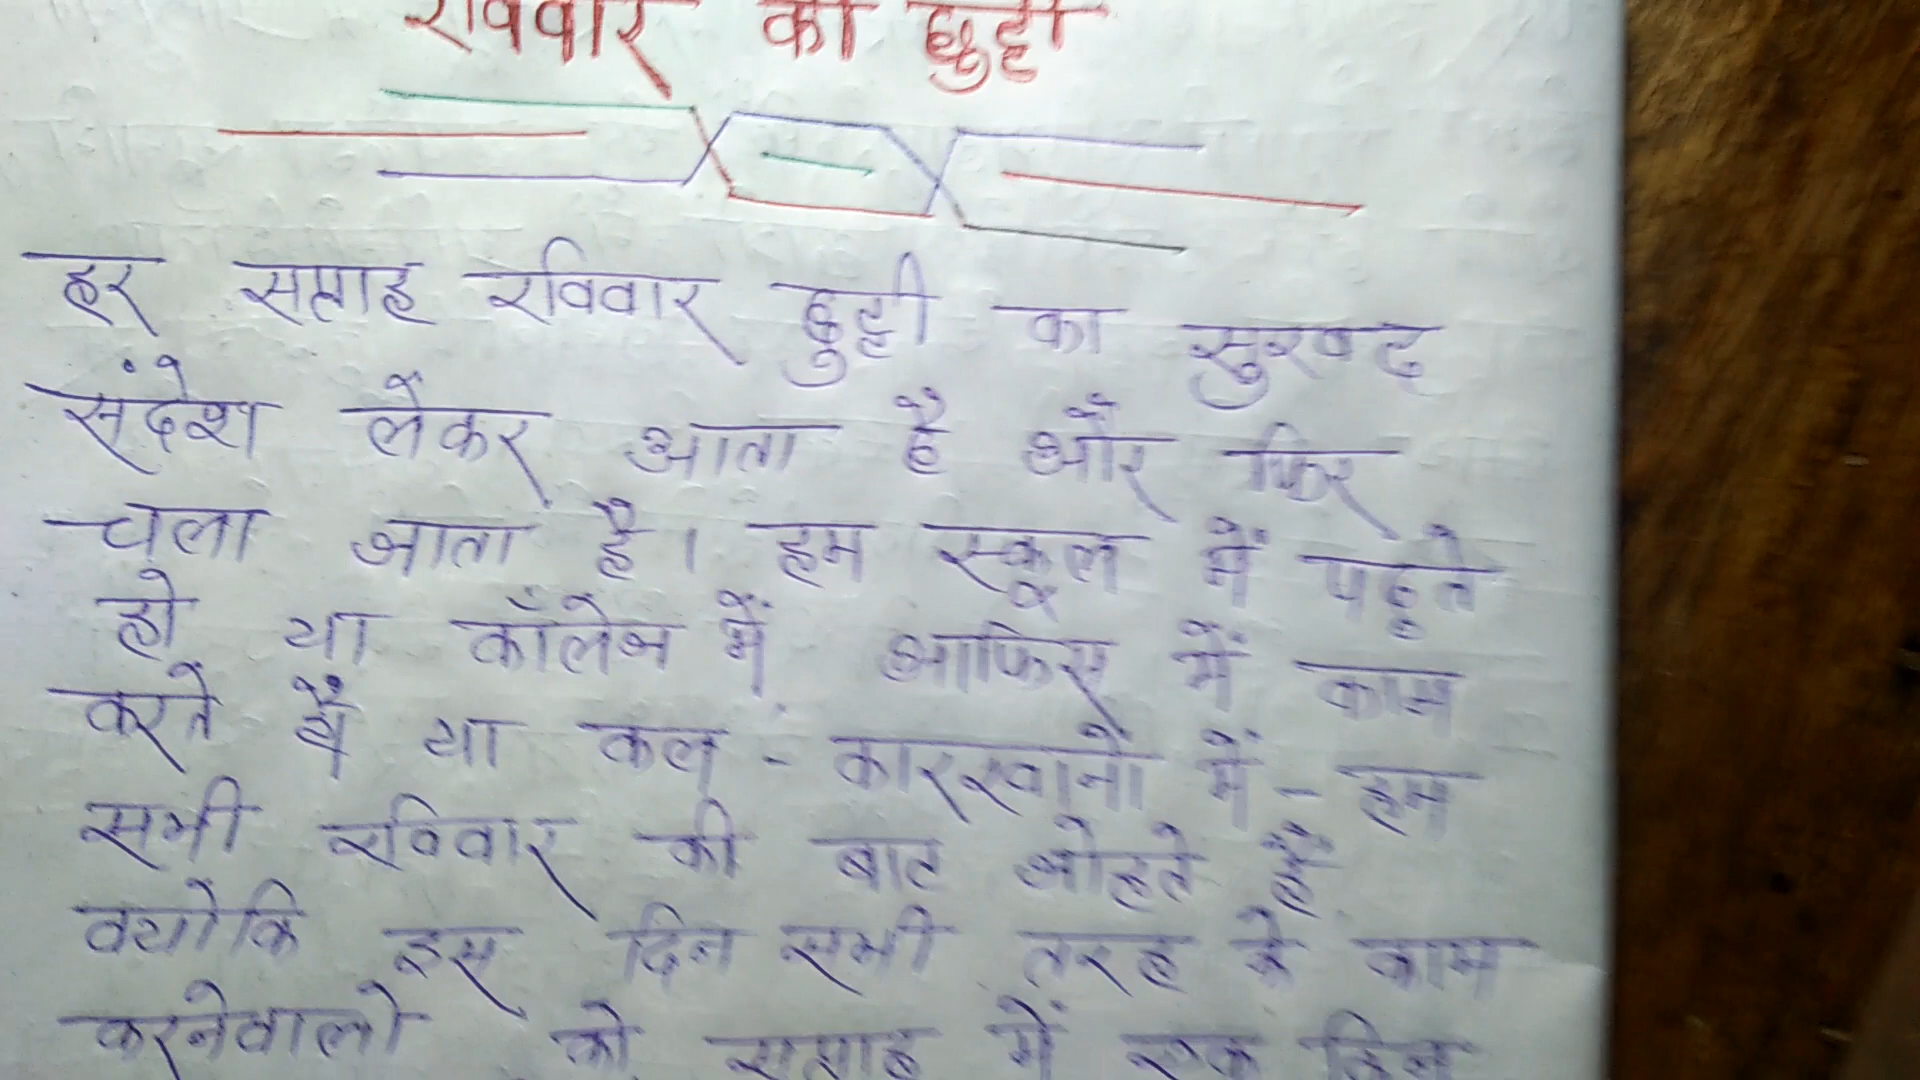 रविवार की छुट्टी
हर सप्ताह रविवार छुट्टी का सुखद
संदेश लेकर आता है और फिर
चला जाता है। हम स्कूल में पढ़ते
हो या कॉलेज में आफिस में काम
करते हैं या कल - कारखानों में - हम
सभी रविवार की बाट जोहते हैं
क्योकि इस दिन सभी तरह के काम
करनेवालो को सप्ताह में एक दिन